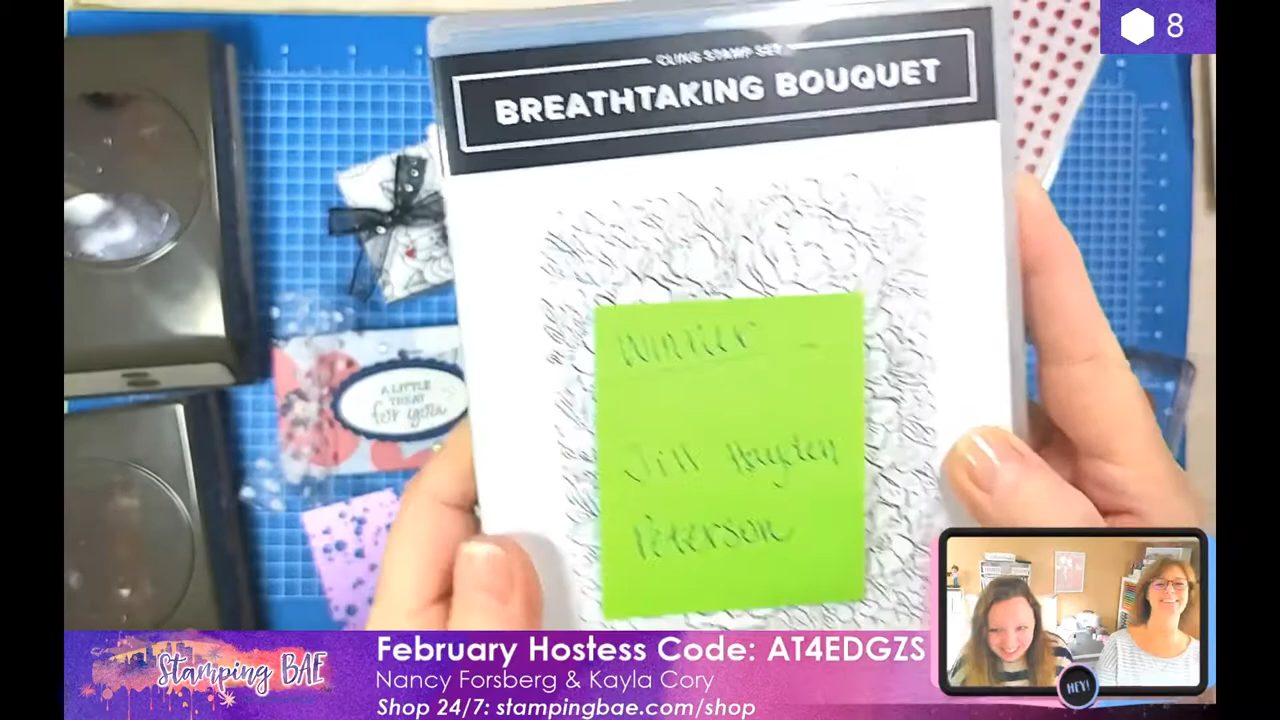 8
CLING STAMP SET
BREATHTAKING BOUQUET
Winner
Jill Hayden
Peterson
A LITTLE
TREAT
for you
Stamping BAE
February Hostess Code: AT4EDGZS
Nancy Forsberg & Kayla Cory
Shop 24/7: stampingbae.com/shop
HEY!